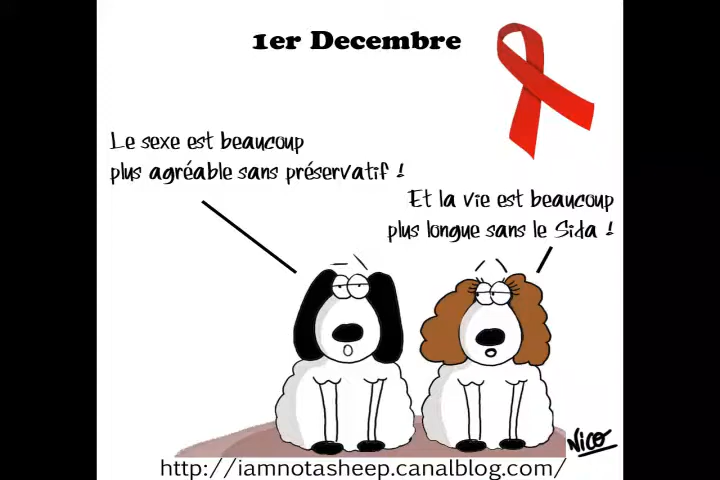 1er Decembre
Le sexe est beaucoup
plus agréable sans préservatif !
Et la vie est beaucoup
plus longue sans le Sida !
Nico
http://iamnotasheep.canalblog.com/